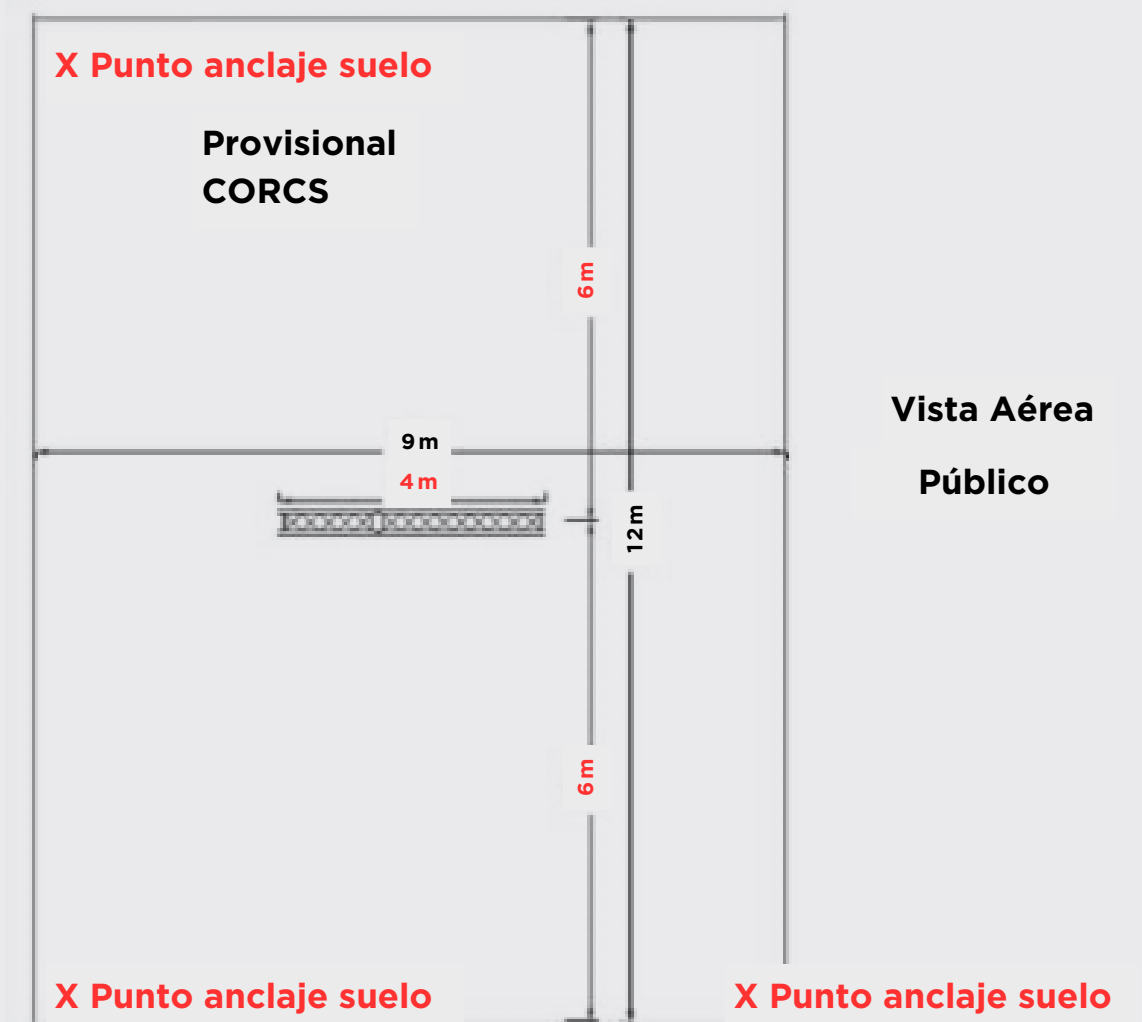 X Punto anclaje suelo
Provisional
CORCS
6m
Vista Aérea
9m
Público
4m
12m
6m
X Punto anclaje suelo
X Punto anclaje suelo